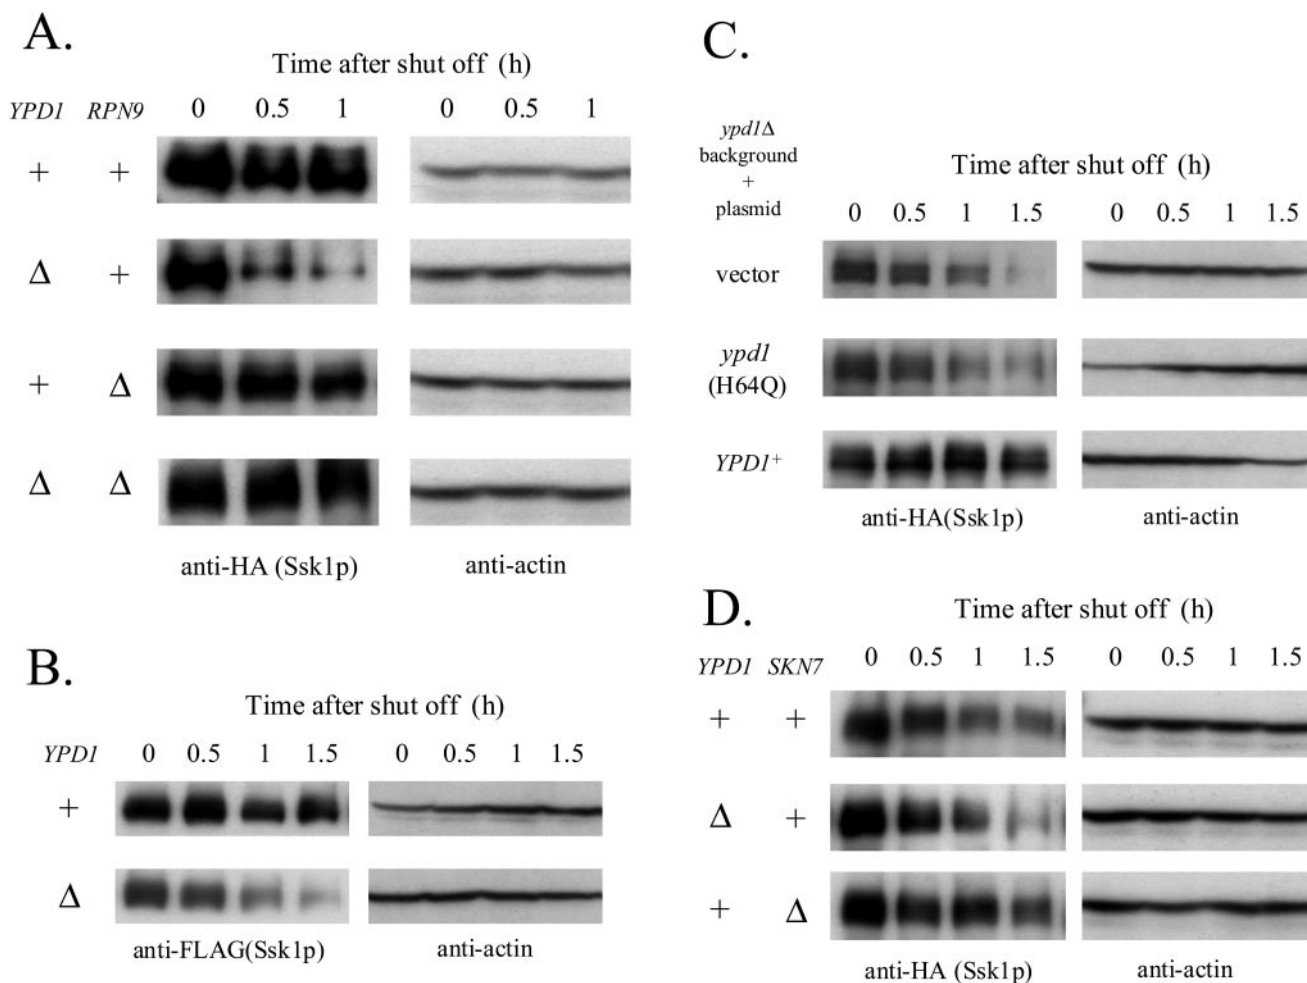 A.
Time after shut off (h)
YPD1 RPN9 0 0.5 1 0 0.5 1
+ +
Δ +
+ Δ
Δ Δ
anti-HA (Ssk1p) anti-actin
B.
Time after shut off (h)
YPD1 0 0.5 1 1.5 0 0.5 1 1.5
+
Δ
anti-FLAG(Ssk1p) anti-actin
C.
ypd1Δ
background
+
plasmid
Time after shut off (h)
0 0.5 1 1.5 0 0.5 1 1.5
vector
ypd1
(H64Q)
YPD1+
anti-HA(Ssk1p) anti-actin
D.
Time after shut off (h)
YPD1 SKN7 0 0.5 1 1.5 0 0.5 1 1.5
+ +
Δ +
+ Δ
anti-HA (Ssk1p) anti-actin